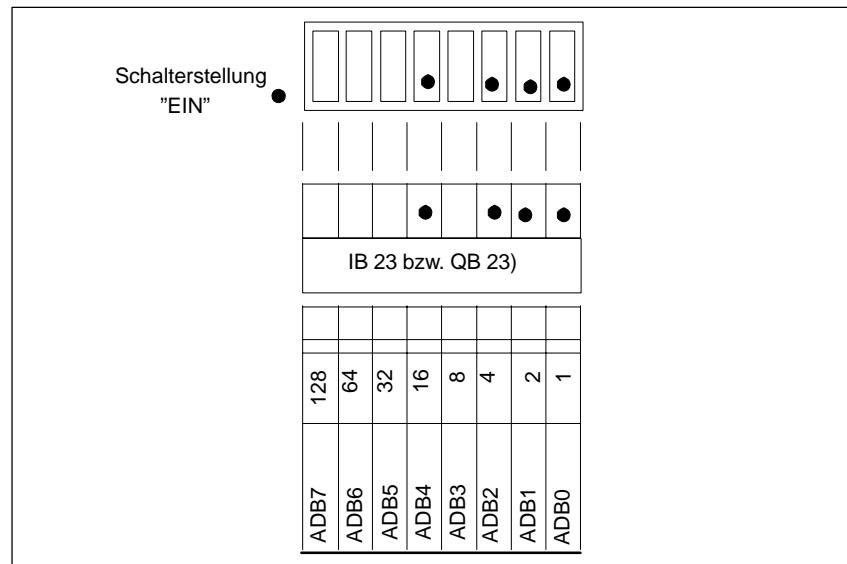 Schalterstellung
”EIN”
IB 23 bzw. QB 23)
128 64 32 16 8 4 2 1
ADB7 ADB6 ADB5 ADB4 ADB3 ADB2 ADB1 ADB0